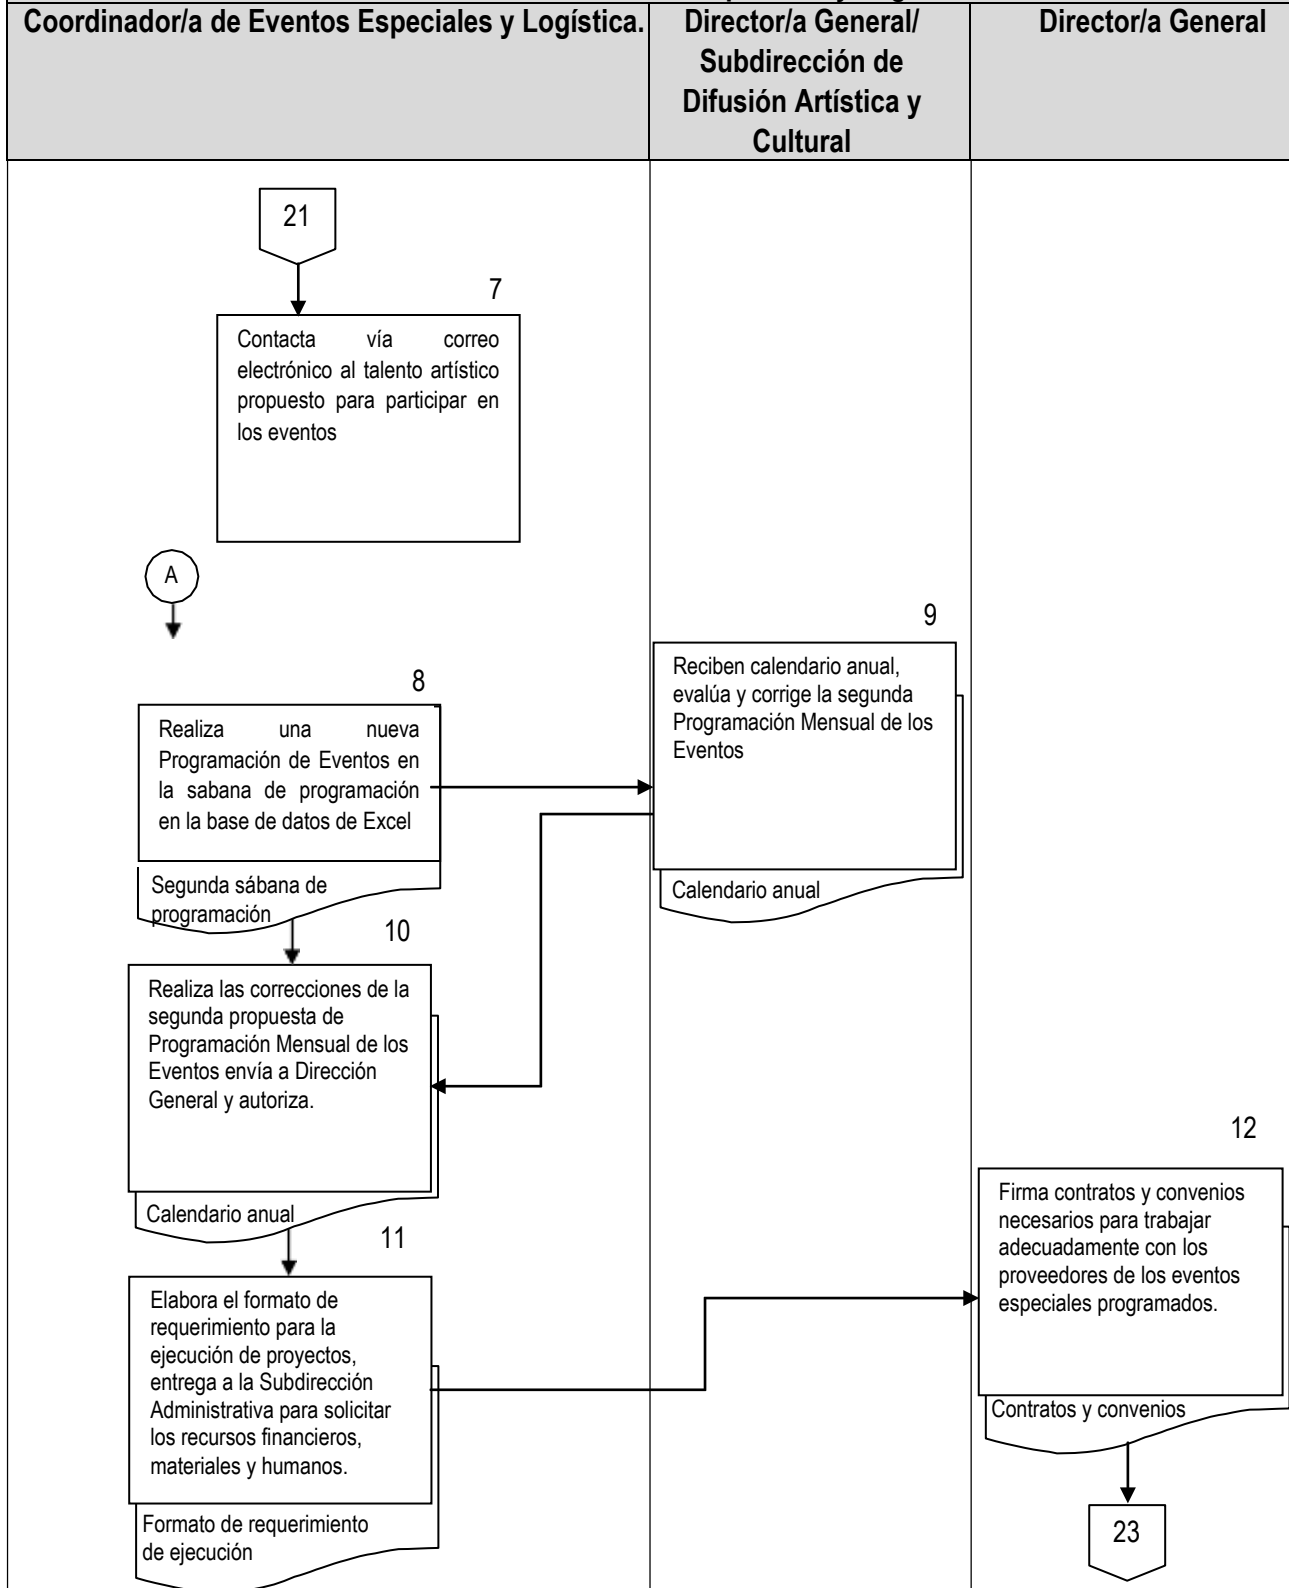 Coordinador/a de Eventos Especiales y Logística.
Director/a General/
Subdirección de
Difusión Artística y
Cultural
Director/a General
21
7
Contacta vía correo
electrónico al talento artístico
propuesto para participar en
los eventos
A
8
Realiza una nueva
Programación de Eventos en
la sabana de programación
en la base de datos de Excel
Segunda sábana de
programación
9
Reciben calendario anual,
evalúa y corrige la segunda
Programación Mensual de los
Eventos
Calendario anual
10
Realiza las correcciones de la
segunda propuesta de
Programación Mensual de los
Eventos envía a Dirección
General y autoriza.
Calendario anual
11
Elabora el formato de
requerimiento para la
ejecución de proyectos,
entrega a la Subdirección
Administrativa para solicitar
los recursos financieros,
materiales y humanos.
Formato de requerimiento
de ejecución
12
Firma contratos y convenios
necesarios para trabajar
adecuadamente con los
proveedores de los eventos
especiales programados.
Contratos y convenios
23